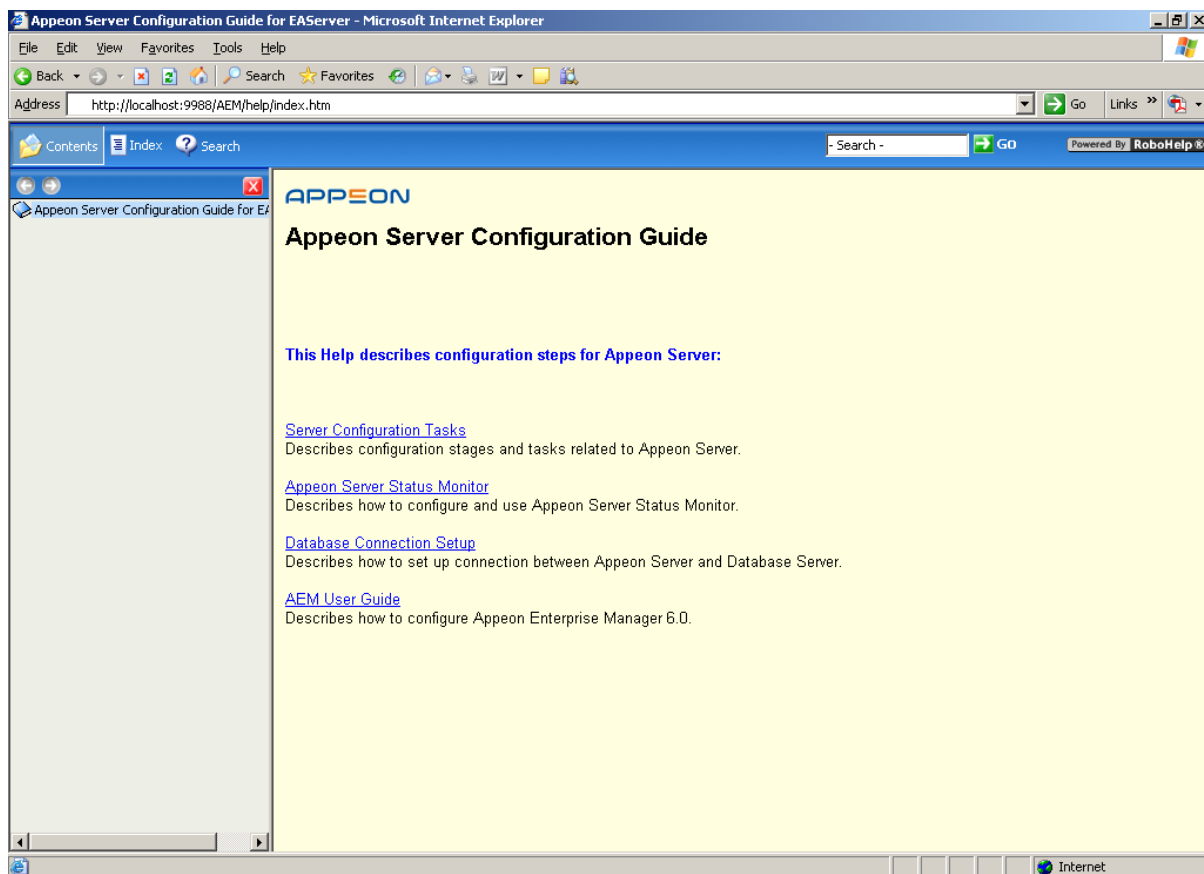 Appeon Server Configuration Guide for EAServer - Microsoft Internet Explorer
File Edit View Favorites Tools Help
Back Search Favorites
Address http://localhost:9988/AEM/help/index.htm Go Links »
Contents Index Search - Search - GO Powered By RoboHelp®
Appeon Server Configuration Guide for EA
APPEON
Appeon Server Configuration Guide
This Help describes configuration steps for Appeon Server:
Server Configuration Tasks
Describes configuration stages and tasks related to Appeon Server.
Appeon Server Status Monitor
Describes how to configure and use Appeon Server Status Monitor.
Database Connection Setup
Describes how to set up connection between Appeon Server and Database Server.
AEM User Guide
Describes how to configure Appeon Enterprise Manager 6.0.
Internet